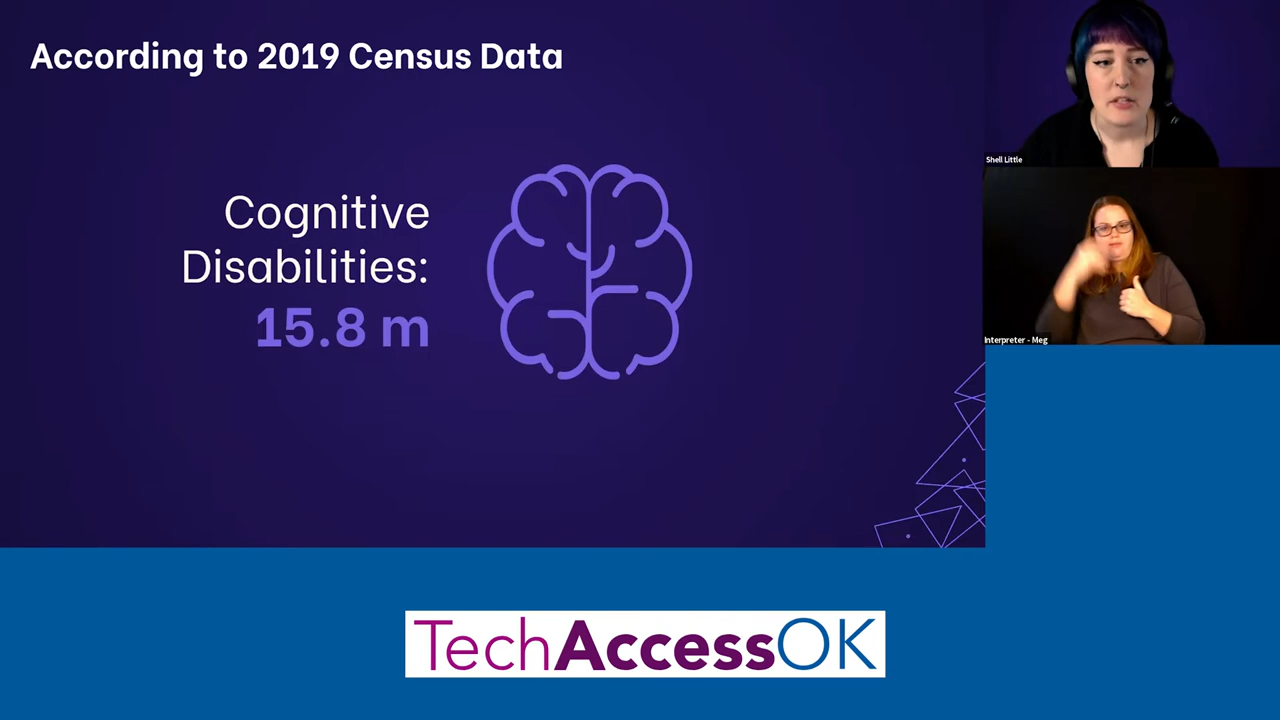 According to 2019 Census Data
Cognitive
Disabilities:
15.8 m
Shell Little
Interpreter - Meg
TechAccessOK